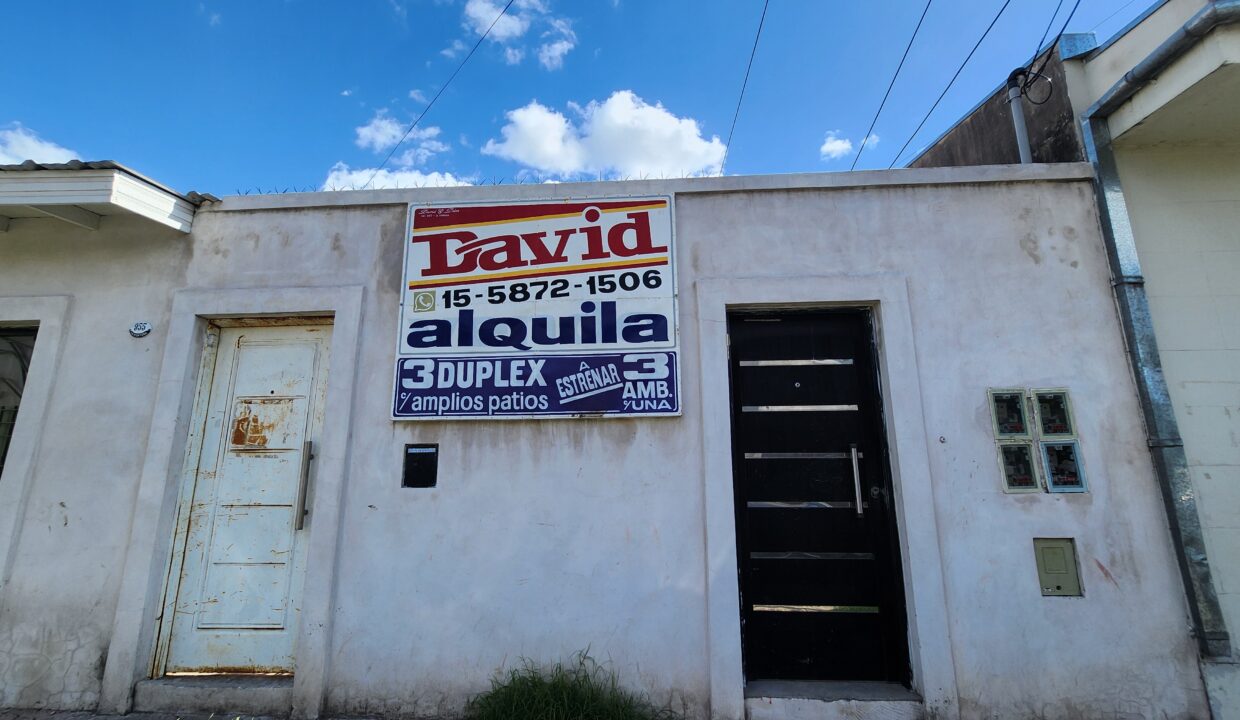 David
15-5872-1506
alquila
3 DUPLEX
c/ amplios patios
A
ESTRENAR
3
AMB.
c/UNA